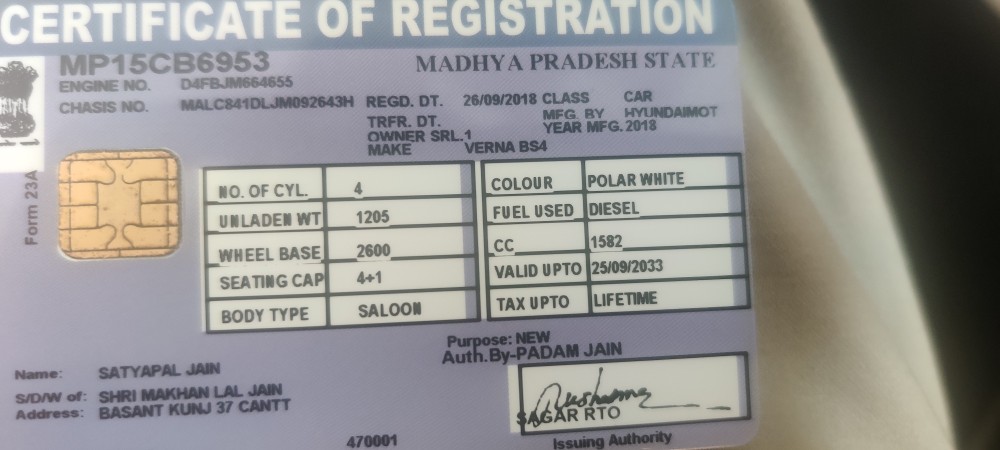 CERTIFICATE OF REGISTRATION
MP15CB6953
MADHYA PRADESH STATE
ENGINE NO. D4FBJM664655
CHASIS NO. MALC841DLJM092643H
REGD. DT. 26/09/2018
CLASS CAR
TRFR. DT.
MFG. BY HYUNDAIMOT
OWNER SRL.1
YEAR MFG.2018
MAKE VERNA BS4
Form 23A
NO. OF CYL. 4
UNLADEN WT 1205
WHEEL BASE 2600
SEATING CAP 4+1
BODY TYPE SALOON
COLOUR POLAR WHITE
FUEL USED DIESEL
CC 1582
VALID UPTO 25/09/2033
TAX UPTO LIFETIME
Purpose: NEW
Auth.By-PADAM JAIN
Name: SATYAPAL JAIN
S/D/W of: SHRI MAKHAN LAL JAIN
Address: BASANT KUNJ 37 CANTT
470001
SAGAR RTO
Issuing Authority